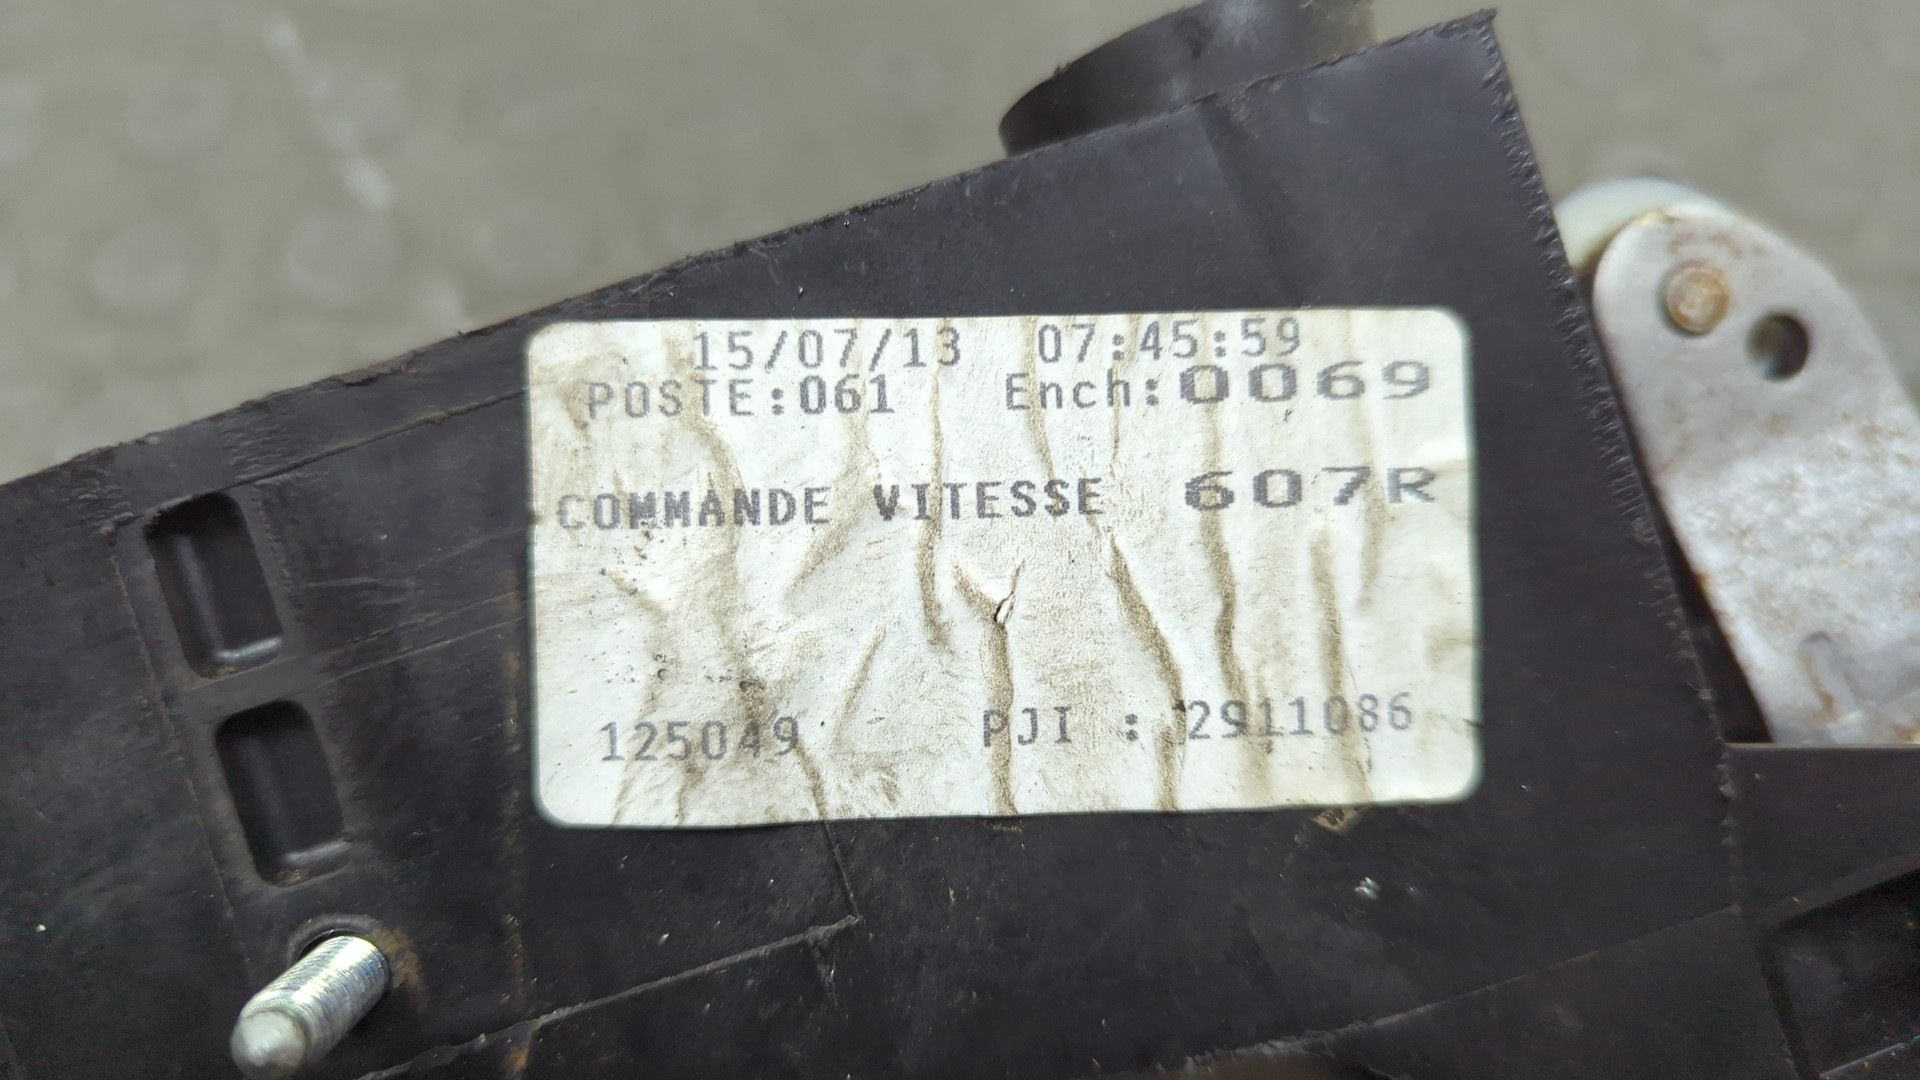 15/07/13 07:45:59
POSTE:061 Ench:0069
COMMANDE VITESSE 607R
125049 PJI : 2911086